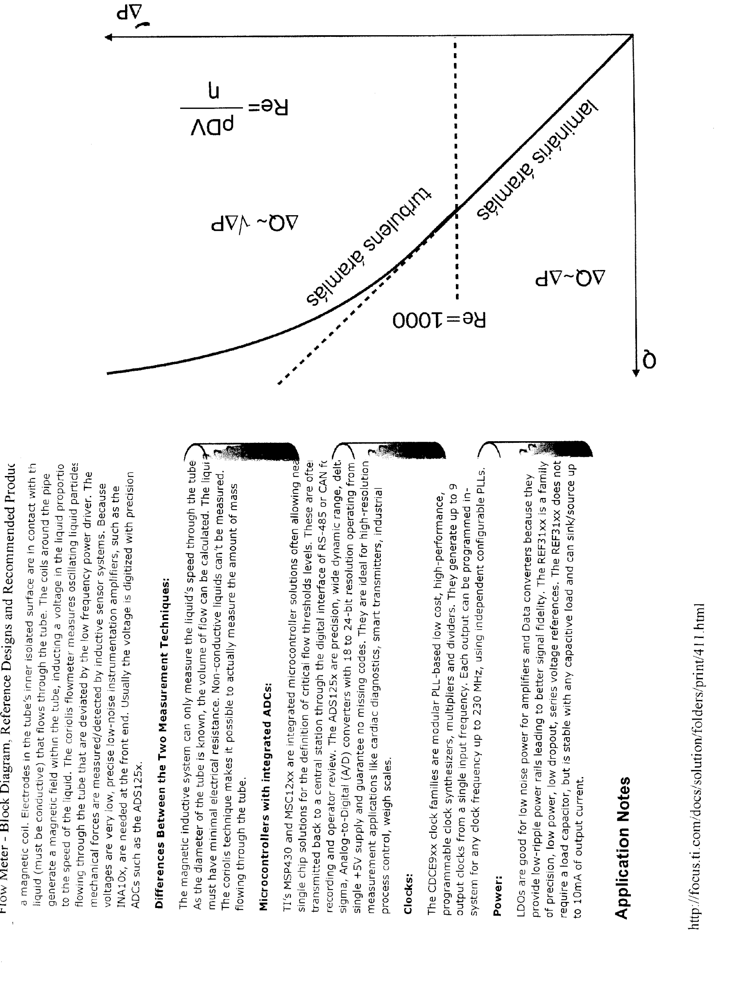 Flow Meter - Block Diagram, Reference Designs and Recommended
a magnetic coil. Electrodes in the tube's inner isolated surface are in contact with
liquid (must be conductive) that flows through the tube. The coils around the pipe
generate a magnetic field within the tube, inducting a voltage in the liquid
to the speed of the liquid. The coriolis flowmeter measures oscillating liquid particles
flowing through the tube that are deviated by the low frequency power driver. The
mechanical forces are measured/detected by inductive sensor systems. Because
voltages are very low, precise low-noise instrumentation amplifiers, such as the
INA10x, are needed at the front end. Usually the voltage is digitized with precision
ADCs such as the ADS125x.
Differences Between the Two Measurement Techniques:
The magnetic inductive system can only measure the liquid's speed through the tube
As the diameter of the tube is known, the volume of flow can be calculated. The
must have minimal electrical resistance. Non-conductive liquids can't be measured.
The coriolis technique makes it possible to actually measure the amount of mass
flowing through the tube.
Microcontrollers with integrated ADCs:
TI's MSP430 and MSC12xx are integrated microcontroller solutions often allowing
single chip solutions for the definition of critical flow thresholds levels. These are
transmitted back to a central station through the digital interface of RS-485 or CAN
recording and operator review. The ADS125x are precision, wide dynamic range,
sigma, Analog-to-Digital (A/D) converters with 18 to 24-bit resolution operating from
single +5V supply and guarantee no missing codes. They are ideal for high-resolution
measurement applications like cardiac diagnostics, smart transmitters, industrial
process control, weigh scales.
Clocks:
The CDCE9xx clock families are modular PLL-based low cost, high-performance,
programmable clock synthesizers, multipliers and dividers. They generate up to 9
output clocks from a single input frequency. Each output can be programmed in-
system for any clock frequency up to 230 MHz, using independent configurable PLLs.
Power:
LDOs are good for low noise power for amplifiers and Data converters because they
provide low-ripple power rails leading to better signal fidelity. The REF31xx is a family
of precision, low power, low dropout, series voltage references. The REF31xx does not
require a load capacitor, but is stable with any capacitive load and can sink/source up
to 10mA of output current.
Application Notes
http://focus.ti.com/docs/solution/folders/print/411.html
Q
ΔQ~ΔP
lamináris áramlás
Re=1000
turbulens áramlás
ΔQ~ √ΔP
Re= ρDV
η
ΔP